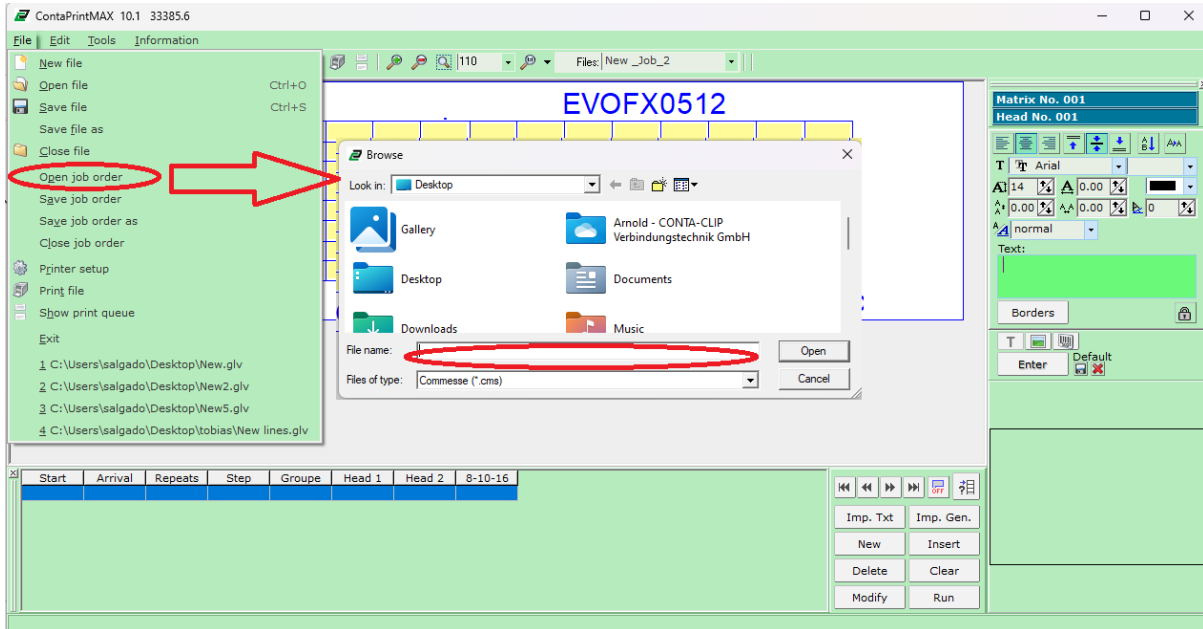 ContaPrintMAX 10.1 33385.6
File Edit Tools Information
New file
Open file Ctrl+O
Save file Ctrl+S
Save file as
Close file
Open job order
Save job order
Save job order as
Close job order
Printer setup
Print file
Show print queue
Exit
1 C:\Users\salgado\Desktop\New.glv
2 C:\Users\salgado\Desktop\New2.glv
3 C:\Users\salgado\Desktop\New5.glv
4 C:\Users\salgado\Desktop\tobias\New lines.glv
110 Files: New _Job_2
EVOFX0512
Browse
Look in: Desktop
Gallery
Arnold - CONTA-CLIP
Verbindungstechnik GmbH
Desktop
Documents
Downloads
Music
File name:
Open
Files of type: Commesse (*.cms)
Cancel
Matrix No. 001
Head No. 001
T Arial
14 0.00
0.00 0.00 0
normal
Text:
Borders
T
Enter Default
Start Arrival Repeats Step Groupe Head 1 Head 2 8-10-16
OFF
Imp. Txt Imp. Gen.
New Insert
Delete Clear
Modify Run